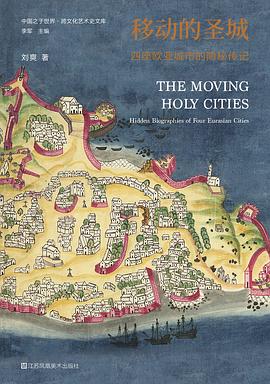 中国之于世界·跨文化艺术史文库
李军 主编
刘爽 著
移动的圣城
四座欧亚城市的隐秘传记
THE MOVING
HOLY CITIES
Hidden Biographies of Four Eurasian Cities
江苏凤凰美术出版社